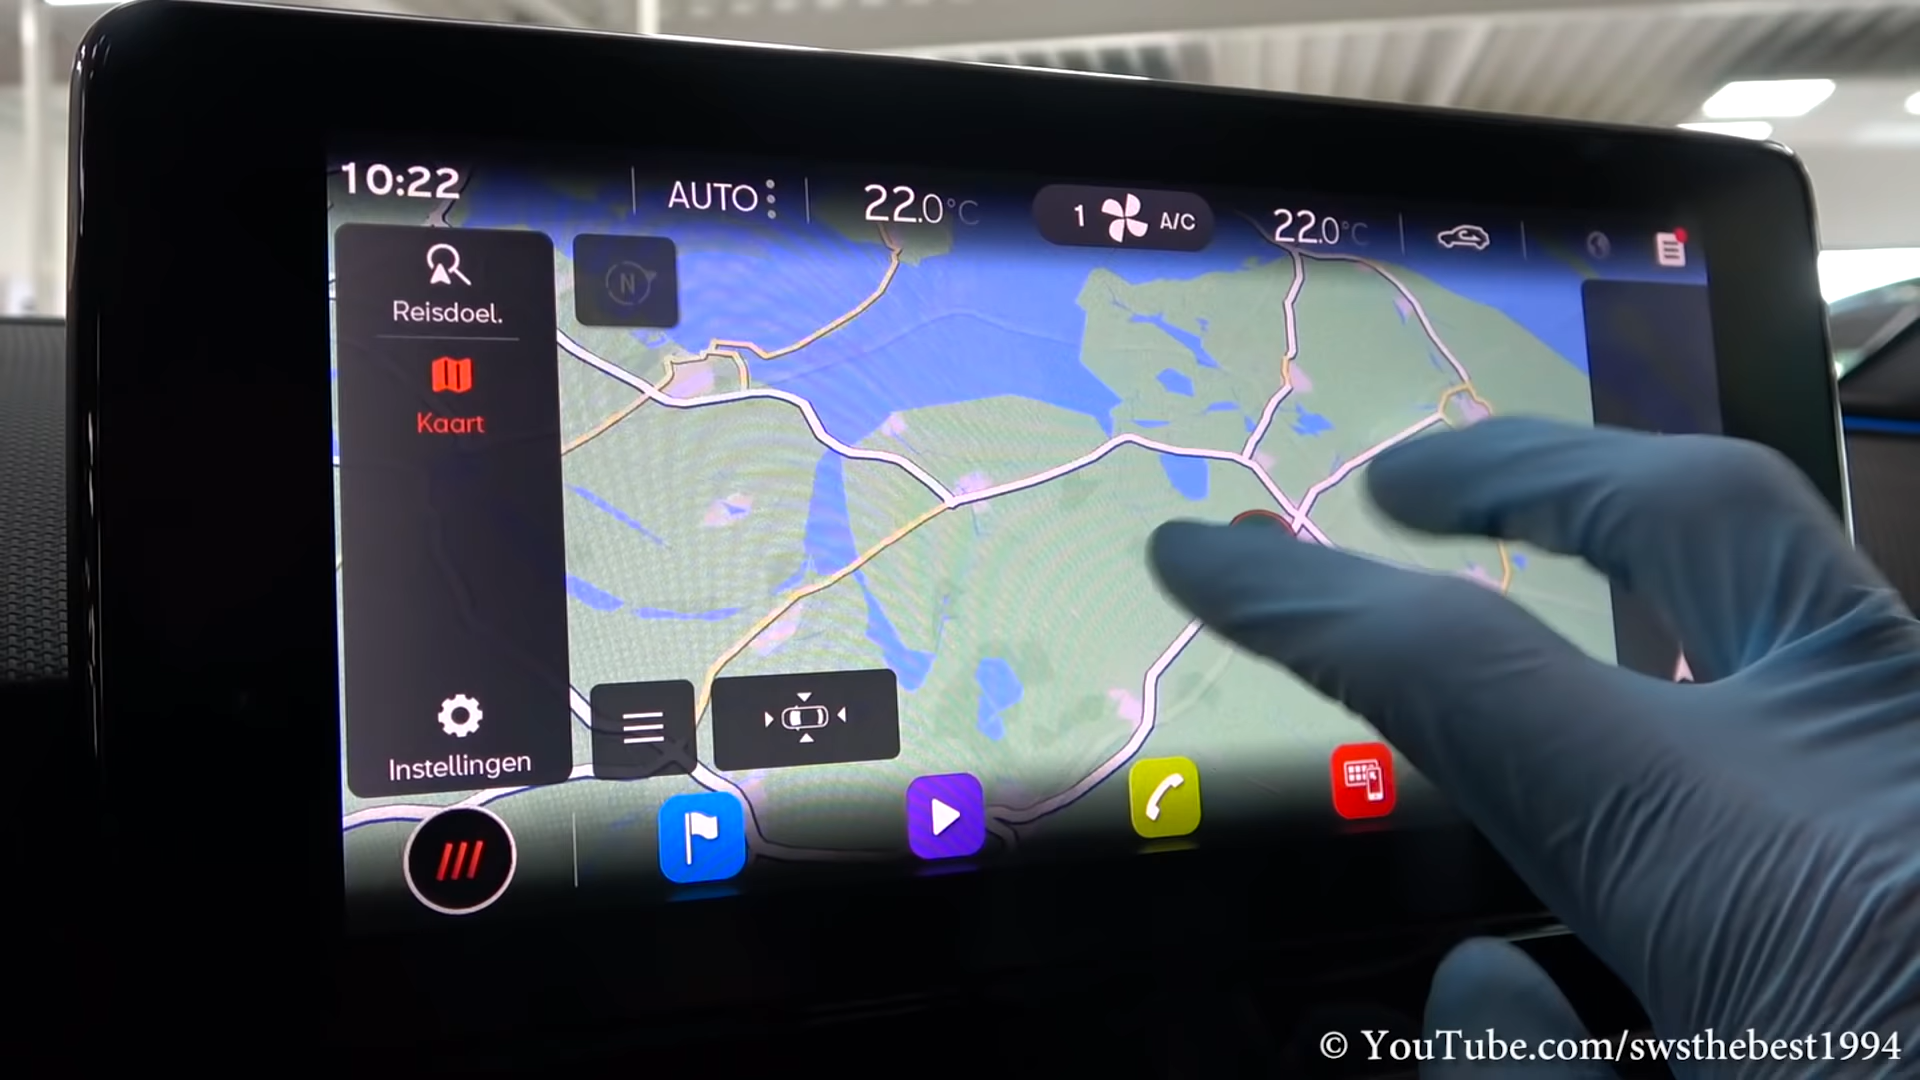 10:22
AUTO
22.0°C
1 A/C
22.0°C
Reisdoel.
N
Kaart
Instellingen
© YouTube.com/swsthebest1994